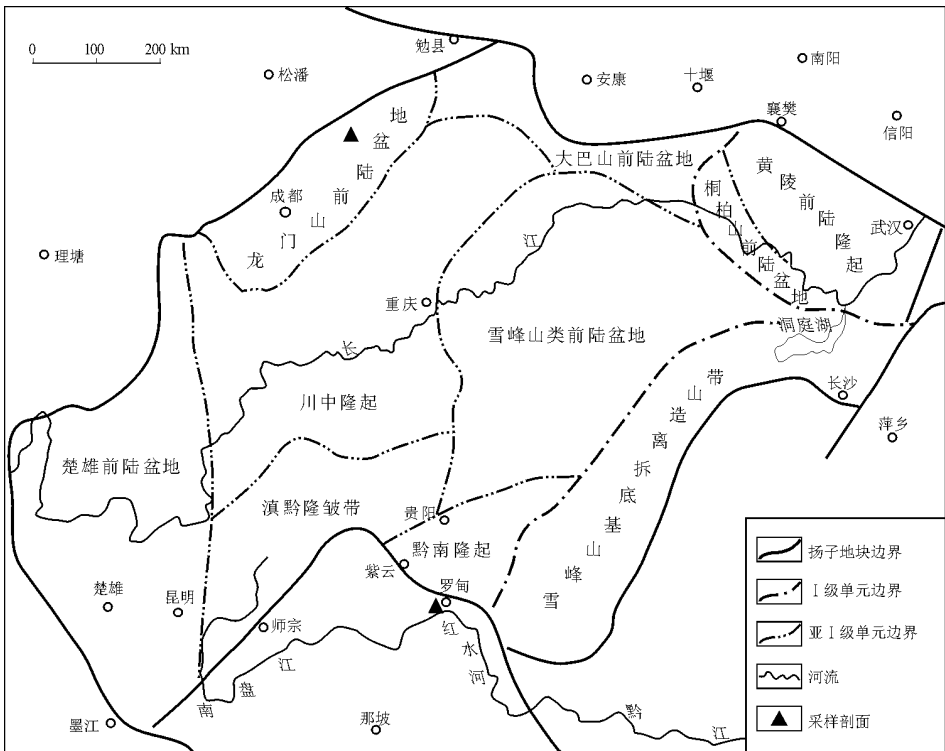 0 120 200 km
勉县
松潘
安康
十堰
南阳
襄樊
信阳
大巴山前陆盆地
黄陵前陆隆起
桐柏山前陆盆地
龙门山前陆盆地
成都
理塘
武汉
江
重庆
长
雪峰山类前陆盆地
洞庭湖
川中隆起
长沙
萍乡
楚雄前陆盆地
滇黔隆皱带
贵阳
黔南隆起
紫云
雪峰山基底拆离造山带
楚雄
昆明
师宗
罗甸
红水河
南盘江
墨江
那坡
黔江
扬子地块边界
Ⅰ级单元边界
亚Ⅰ级单元边界
河流
采样剖面